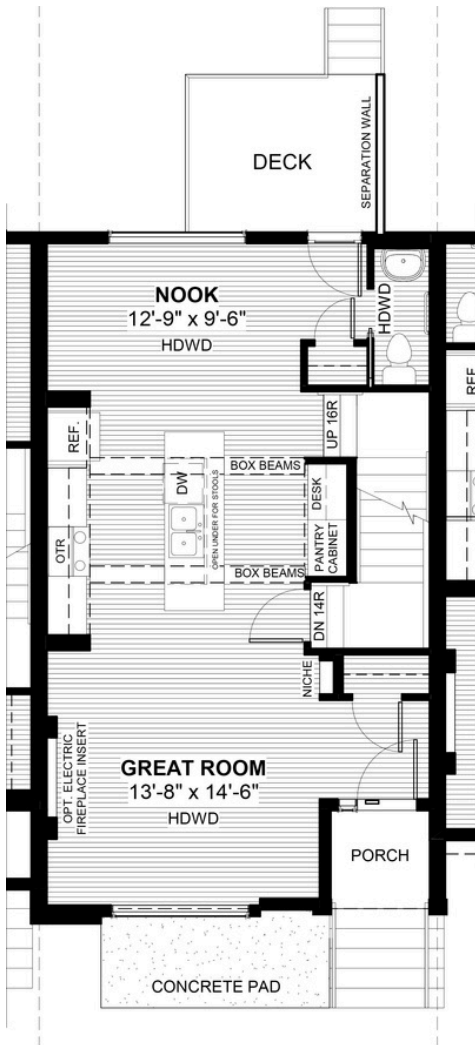 DECK
SEPARATION WALL
NOOK
12'-9" x 9'-6"
HDWD
HDWD
REF.
UP 16R
REF.
BOX BEAMS
DW
OPEN UNDER FOR STOOLS
DESK
PANTRY
CABINET
OTR
BOX BEAMS
DN 14R
NICHE
OPT. ELECTRIC
FIREPLACE INSERT
GREAT ROOM
13'-8" x 14'-6"
HDWD
PORCH
CONCRETE PAD